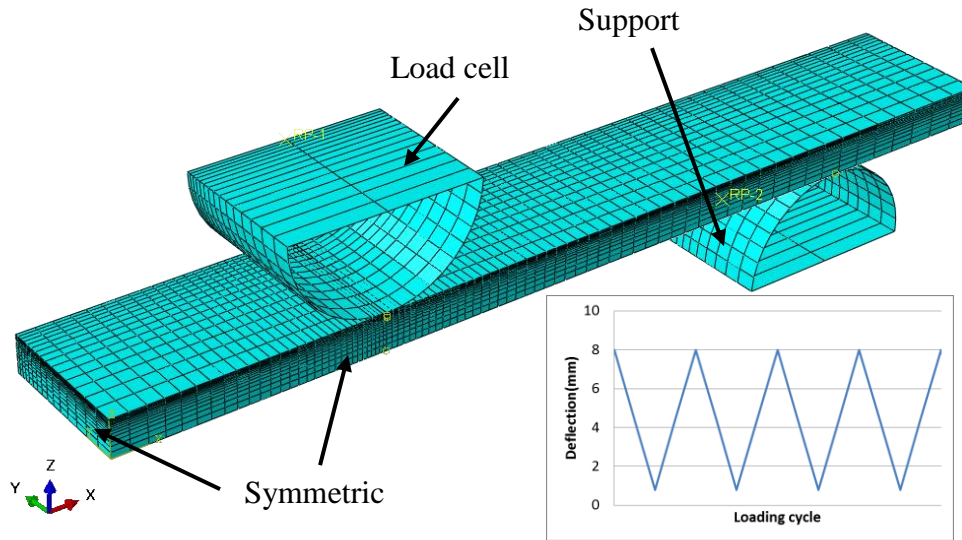 Support
Load cell
RP-1
RP-2
Symmetric
Z
Y
X
10
8
6
4
2
0
Deflection(mm)
Loading cycle